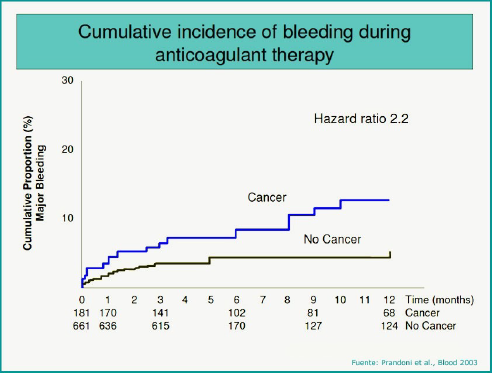 Cumulative incidence of bleeding during
anticoagulant therapy
Cumulative Proportion (%)
Major Bleeding
30
20
10
Hazard ratio 2.2
Cancer
No Cancer
0 1 2 3 4 5 6 7 8 9 10 11 12 Time (months)
181 170 141 102 81 68 Cancer
661 636 615 170 127 124 No Cancer
Fuente: Prandoni et al., Blood 2003